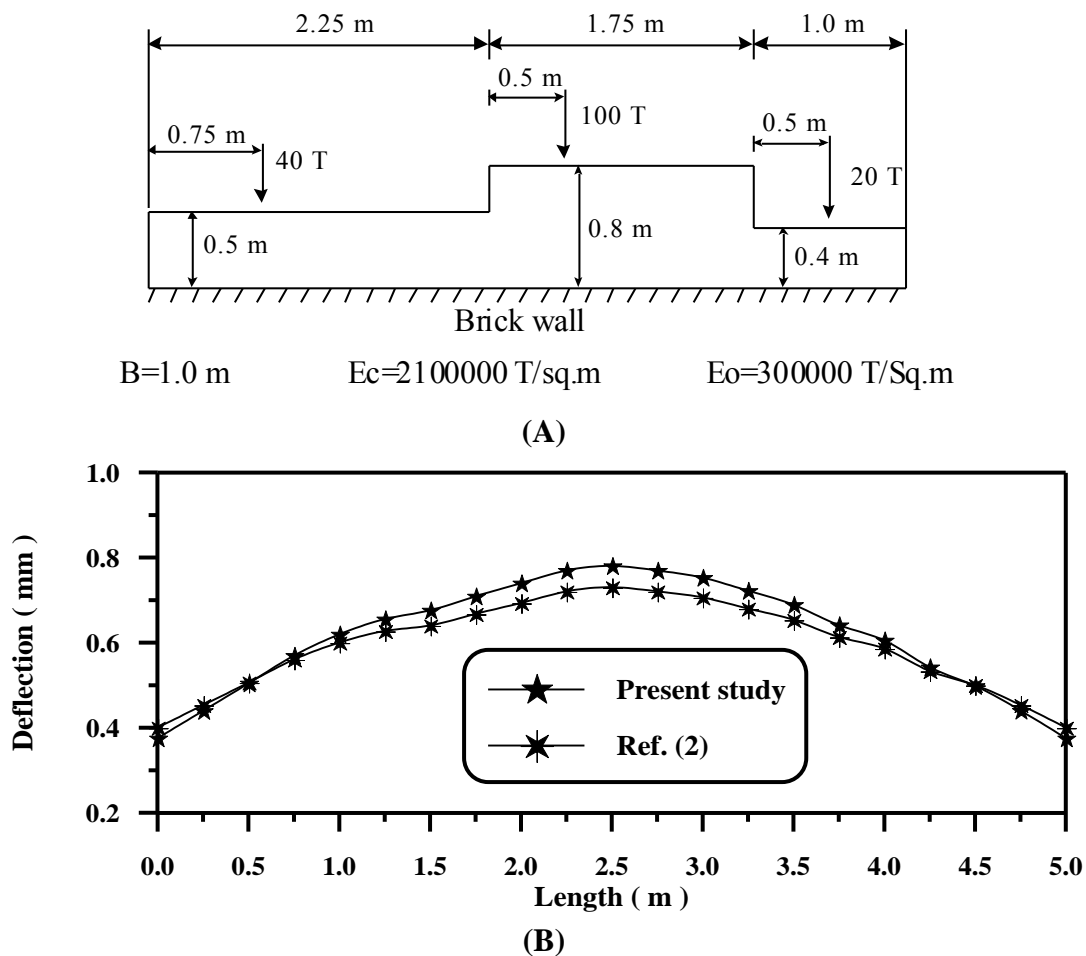 2.25 m 1.75 m 1.0 m
0.5 m
100 T
0.75 m 0.5 m
40 T
20 T
0.5 m 0.8 m 0.4 m
Brick wall
B=1.0 m Ec=2100000 T/sq.m Eo=300000 T/Sq.m
(A)
1.0
0.8
0.6
0.4
0.2
Deflection ( mm )
Present study
Ref. (2)
0.0 0.5 1.0 1.5 2.0 2.5 3.0 3.5 4.0 4.5 5.0
Length ( m )
(B)